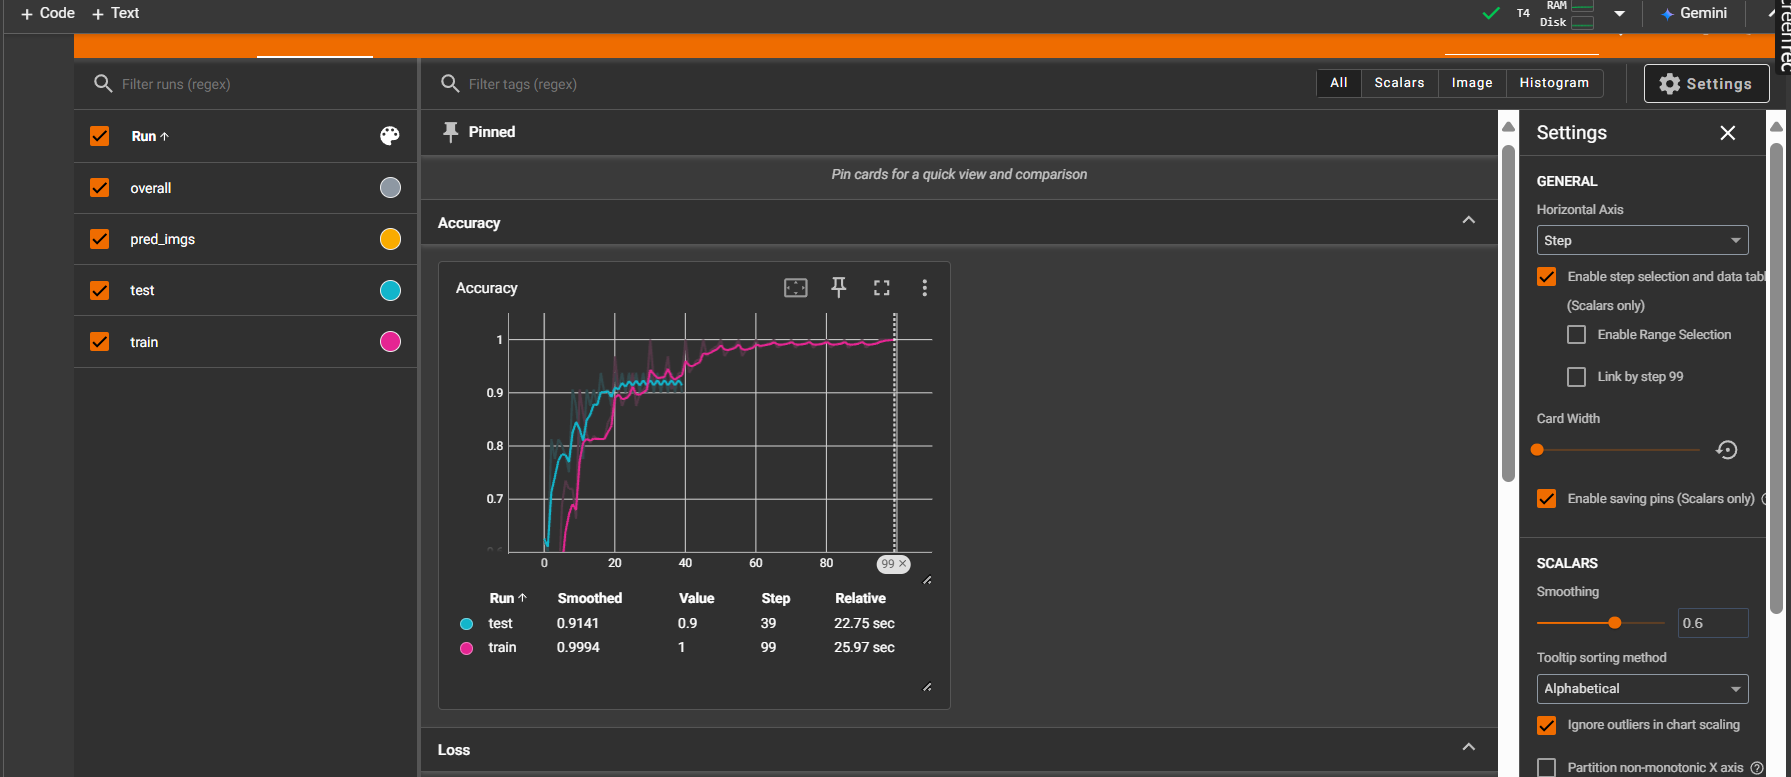 + Code + Text
T4 RAM Disk Gemini
Filter runs (regex)
Filter tags (regex)
All Scalars Image Histogram
Settings
Run ↑
overall
pred_imgs
test
train
Pinned
Pin cards for a quick view and comparison
Accuracy
Accuracy
1
0.9
0.8
0.7
0.6
0 20 40 60 80 99 ×
Run ↑ Smoothed Value Step Relative
test 0.9141 0.9 39 22.75 sec
train 0.9994 1 99 25.97 sec
Loss
Settings
GENERAL
Horizontal Axis
Step
Enable step selection and data tabl
(Scalars only)
Enable Range Selection
Link by step 99
Card Width
Enable saving pins (Scalars only)
SCALARS
Smoothing
0.6
Tooltip sorting method
Alphabetical
Ignore outliers in chart scaling
Partition non-monotonic X axis